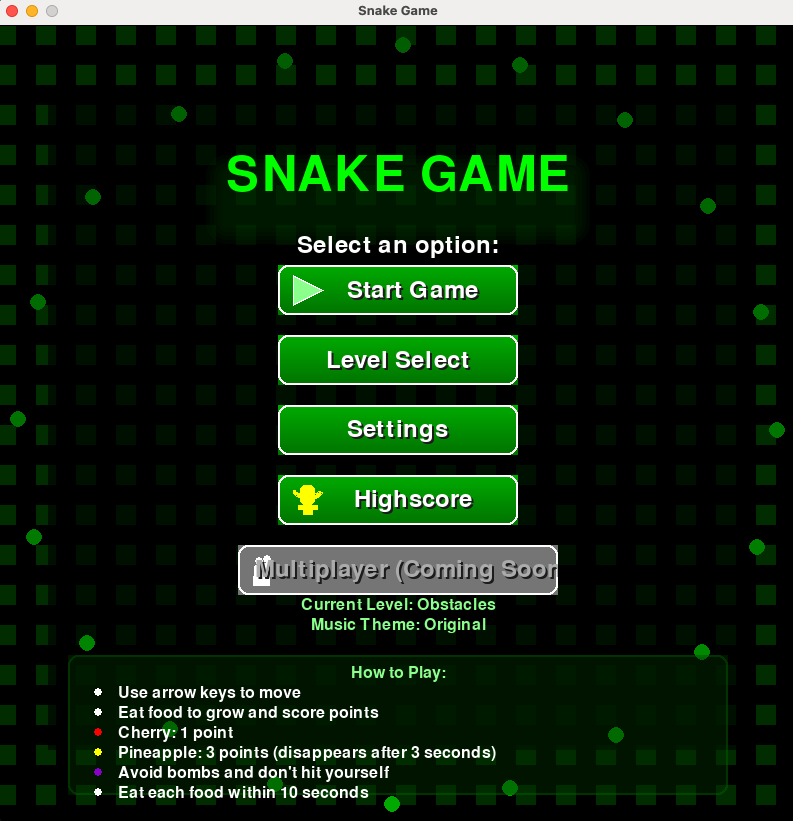 Snake Game
SNAKE GAME
Select an option:
Start Game
Level Select
Settings
Highscore
Multiplayer (Coming Soon
Current Level: Obstacles
Music Theme: Original
How to Play:
Use arrow keys to move
Eat food to grow and score points
Cherry: 1 point
Pineapple: 3 points (disappears after 3 seconds)
Avoid bombs and don't hit yourself
Eat each food within 10 seconds